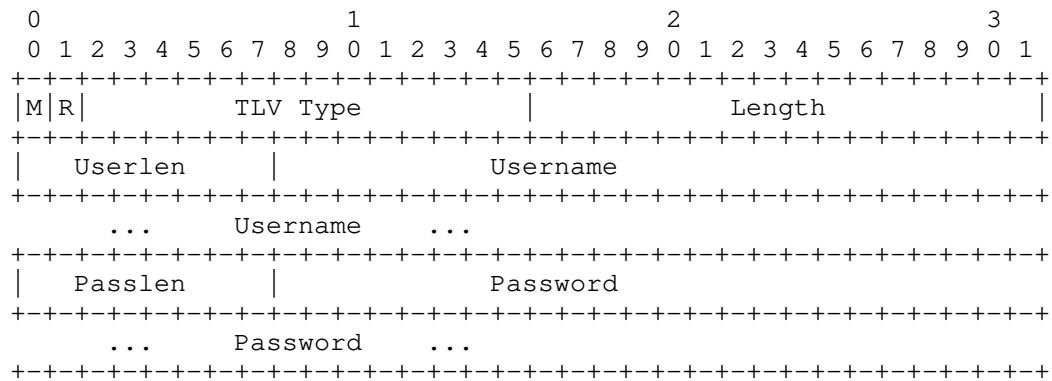 0                   1                   2                   3
 0 1 2 3 4 5 6 7 8 9 0 1 2 3 4 5 6 7 8 9 0 1 2 3 4 5 6 7 8 9 0 1
+-+-+-+-+-+-+-+-+-+-+-+-+-+-+-+-+-+-+-+-+-+-+-+-+-+-+-+-+-+-+-+-+
|M|R|         TLV Type          |            Length             |
+-+-+-+-+-+-+-+-+-+-+-+-+-+-+-+-+-+-+-+-+-+-+-+-+-+-+-+-+-+-+-+-+
|   Userlen     |             Username
+-+-+-+-+-+-+-+-+-+-+-+-+-+-+-+-+-+-+-+-+-+-+-+-+-+-+-+-+-+-+-+-+
      ...     Username    ...
+-+-+-+-+-+-+-+-+-+-+-+-+-+-+-+-+-+-+-+-+-+-+-+-+-+-+-+-+-+-+-+-+
|   Passlen     |             Password
+-+-+-+-+-+-+-+-+-+-+-+-+-+-+-+-+-+-+-+-+-+-+-+-+-+-+-+-+-+-+-+-+
      ...     Password    ...
+-+-+-+-+-+-+-+-+-+-+-+-+-+-+-+-+-+-+-+-+-+-+-+-+-+-+-+-+-+-+-+-+